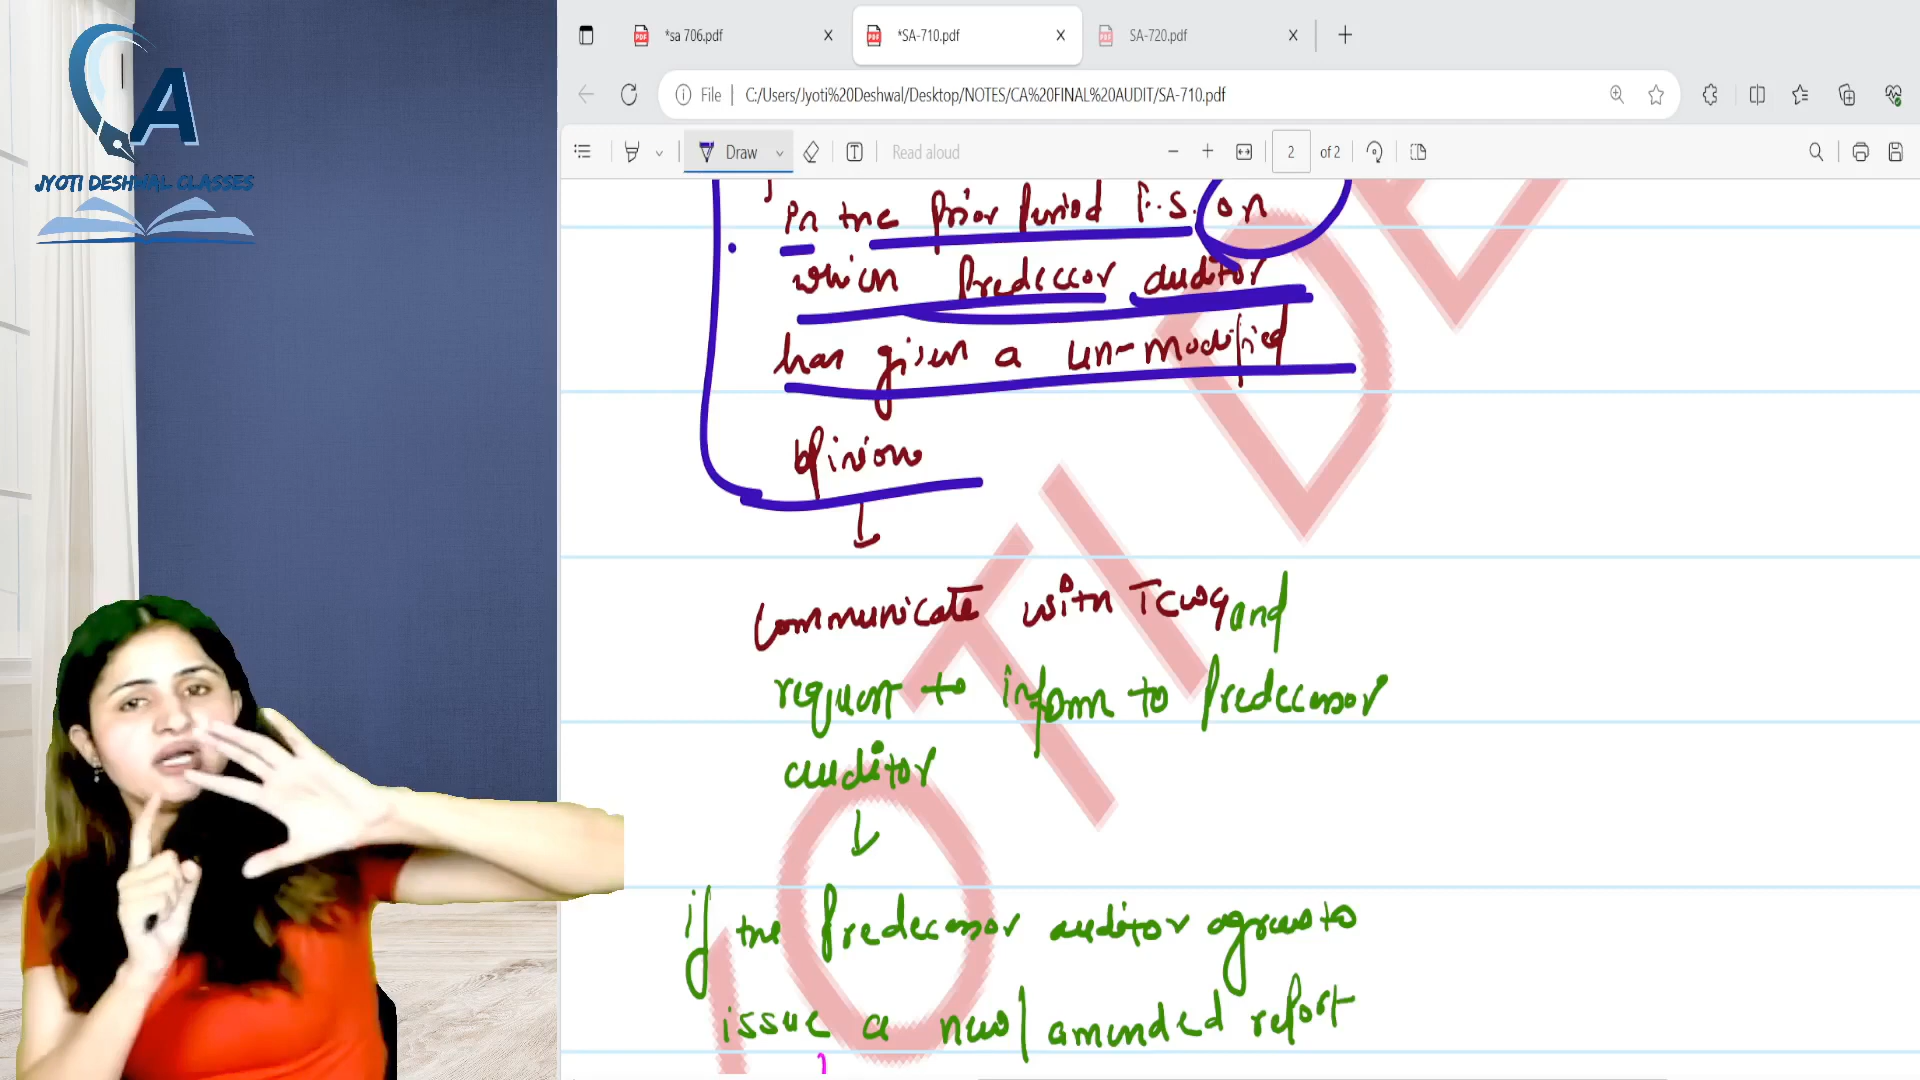 CA
JYOTI DESHWAL CLASSES
*sa 706.pdf
*SA-710.pdf
SA-720.pdf
File
C:/Users/Jyoti%20Deshwal/Desktop/NOTES/CA%20FINAL%20AUDIT/SA-710.pdf
Draw
Read aloud
2 of 2
in the prior period F.S. on
which Predeccor auditor
has given a un-modified
opinion
communicate with TCWG and
request to inform to predecessor
auditor
if the predecessor auditor agrees to
issue a new/amended report
JYOTI DE